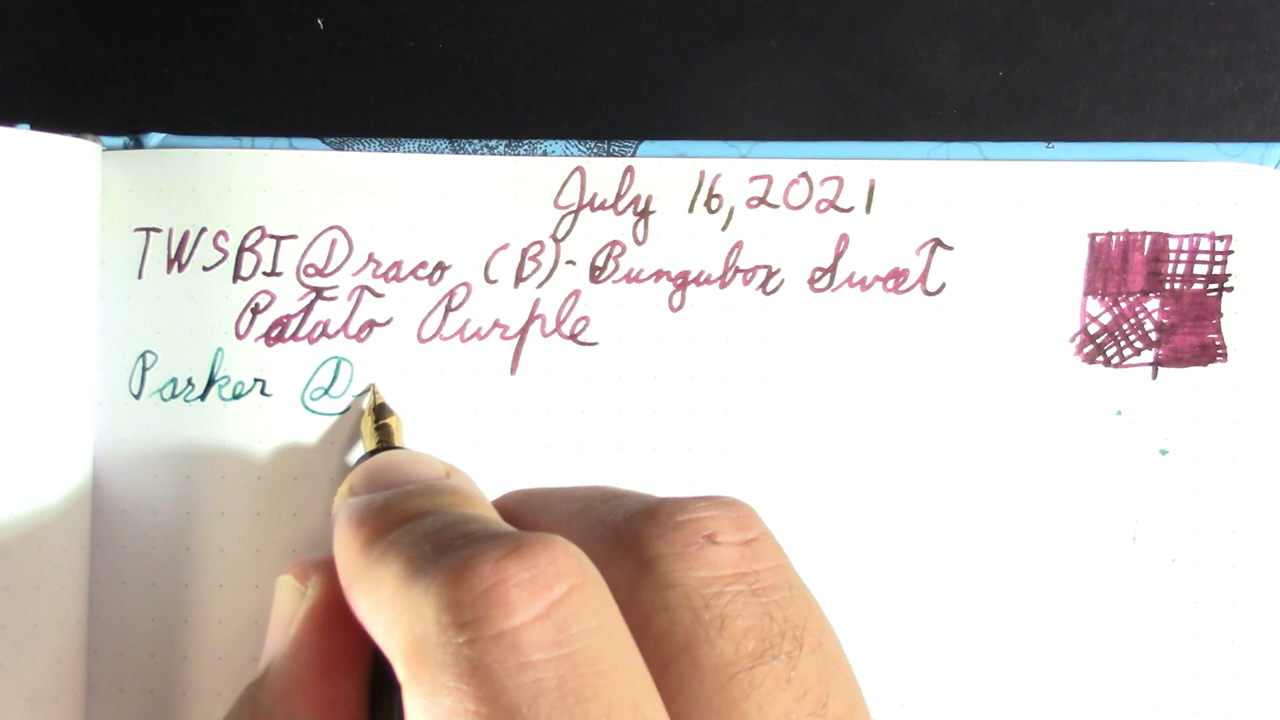 July 16, 2021
TWSBI Draco (B)- Bungubox Sweet
Potato Purple
Parker D